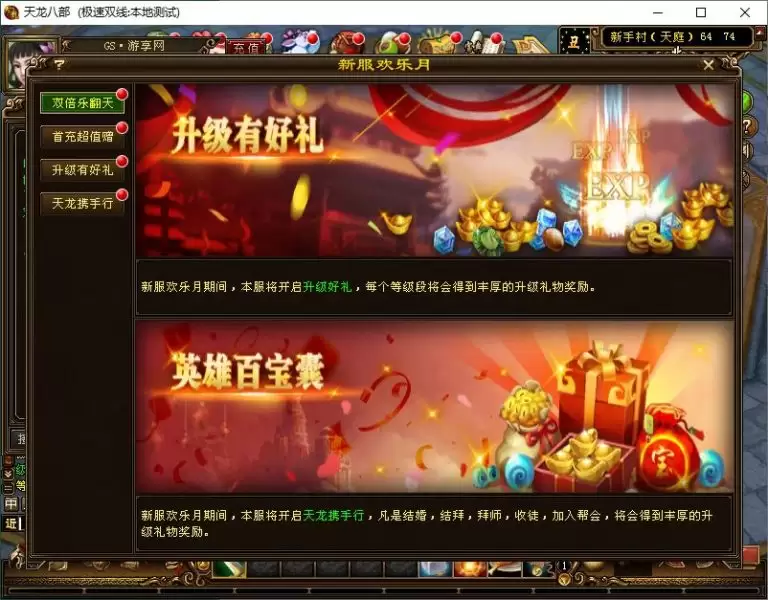 天龙八部 (极速双线:本地测试)
GS·游享网
充值
丑
新手村(天庭) 64 74
新服欢乐月
双倍乐翻天
首充超值赠
升级有好礼
天龙携手行
升级有好礼
EXP
EXP
EXP
新服欢乐月期间，本服将开启升级好礼，每个等级段将会得到丰厚的升级礼物奖励。
英雄百宝囊
宝
新服欢乐月期间，本服将开启天龙携手行，凡是结婚，结拜，拜师，收徒，加入帮会，将会得到丰厚的升
级礼物奖励。
级
等
甲
近
1